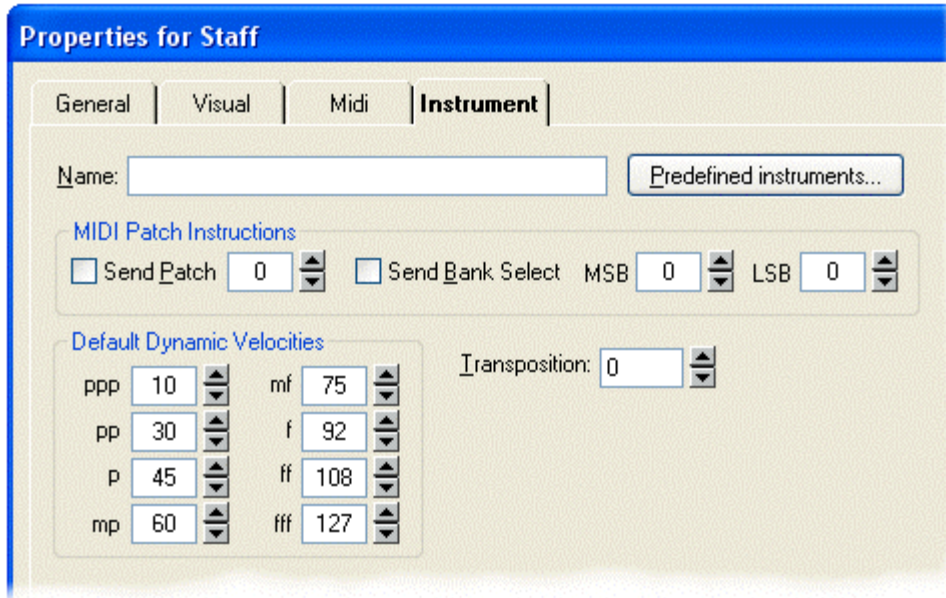 Properties for Staff
General Visual Midi Instrument
Name: Predefined instruments...
MIDI Patch Instructions
Send Patch 0 Send Bank Select MSB 0 LSB 0
Default Dynamic Velocities
Transposition: 0
ppp 10 mf 75
pp 30 f 92
p 45 ff 108
mp 60 fff 127